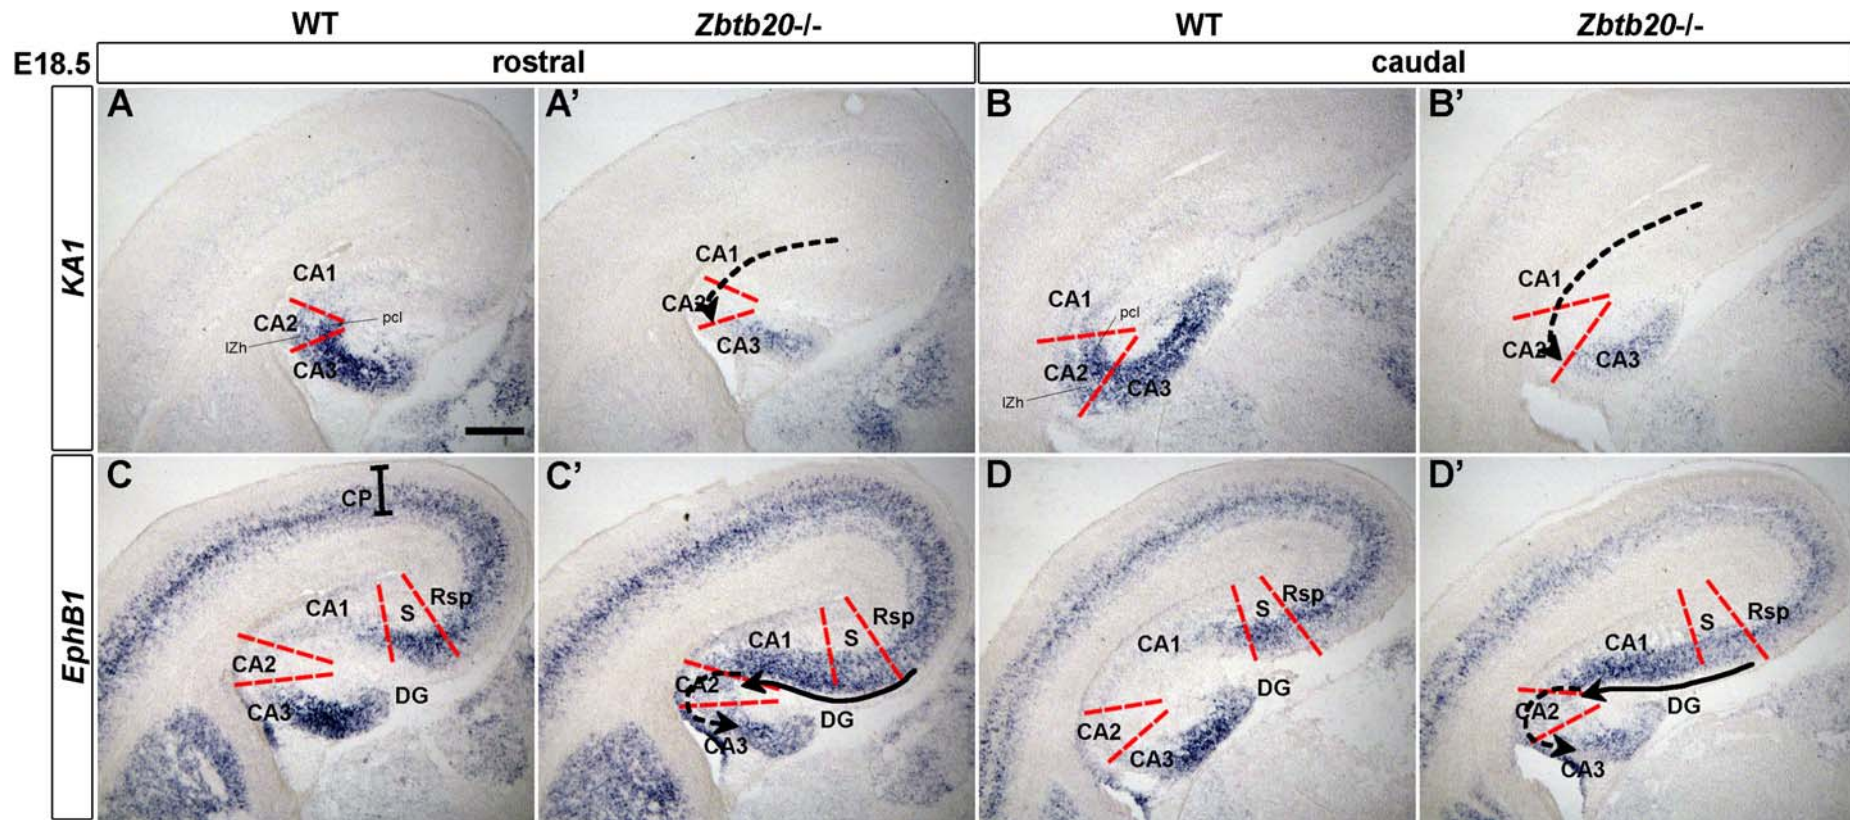 WT Zbtb20-/- WT Zbtb20-/-
E18.5 rostral caudal
KA1
A A’ B B’
CA1 CA2 CA3 pcl IZh
CA1 CA2 CA3
CA1 CA2 CA3 pcl IZh
CA1 CA2 CA3
EphB1
C C’ D D’
CP CA1 S Rsp CA2 DG CA3
CA1 S Rsp CA2 DG CA3
CA1 S Rsp DG CA2 CA3
CA1 S Rsp DG CA2 CA3